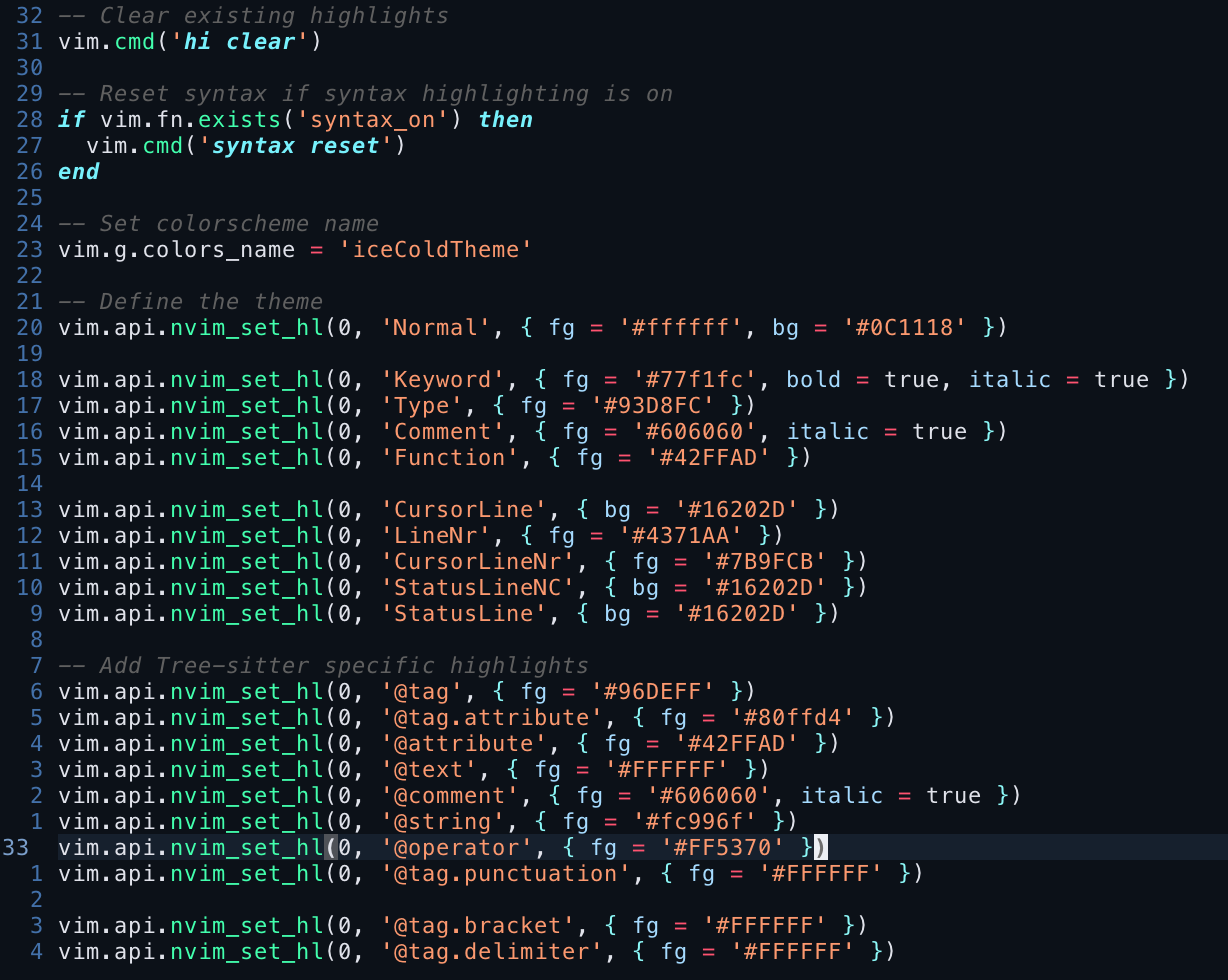 32 -- Clear existing highlights
31 vim.cmd('hi clear')
30
29 -- Reset syntax if syntax highlighting is on
28 if vim.fn.exists('syntax_on') then
27   vim.cmd('syntax reset')
26 end
25
24 -- Set colorscheme name
23 vim.g.colors_name = 'iceColdTheme'
22
21 -- Define the theme
20 vim.api.nvim_set_hl(0, 'Normal', { fg = '#ffffff', bg = '#0C1118' })
19
18 vim.api.nvim_set_hl(0, 'Keyword', { fg = '#77f1fc', bold = true, italic = true })
17 vim.api.nvim_set_hl(0, 'Type', { fg = '#93D8FC' })
16 vim.api.nvim_set_hl(0, 'Comment', { fg = '#606060', italic = true })
15 vim.api.nvim_set_hl(0, 'Function', { fg = '#42FFAD' })
14
13 vim.api.nvim_set_hl(0, 'CursorLine', { bg = '#16202D' })
12 vim.api.nvim_set_hl(0, 'LineNr', { fg = '#4371AA' })
11 vim.api.nvim_set_hl(0, 'CursorLineNr', { fg = '#7B9FCB' })
10 vim.api.nvim_set_hl(0, 'StatusLineNC', { bg = '#16202D' })
9 vim.api.nvim_set_hl(0, 'StatusLine', { bg = '#16202D' })
8
7 -- Add Tree-sitter specific highlights
6 vim.api.nvim_set_hl(0, '@tag', { fg = '#96DEFF' })
5 vim.api.nvim_set_hl(0, '@tag.attribute', { fg = '#80ffd4' })
4 vim.api.nvim_set_hl(0, '@attribute', { fg = '#42FFAD' })
3 vim.api.nvim_set_hl(0, '@text', { fg = '#FFFFFF' })
2 vim.api.nvim_set_hl(0, '@comment', { fg = '#606060', italic = true })
1 vim.api.nvim_set_hl(0, '@string', { fg = '#fc996f' })
33 vim.api.nvim_set_hl(0, '@operator', { fg = '#FF5370' })
1 vim.api.nvim_set_hl(0, '@tag.punctuation', { fg = '#FFFFFF' })
2
3 vim.api.nvim_set_hl(0, '@tag.bracket', { fg = '#FFFFFF' })
4 vim.api.nvim_set_hl(0, '@tag.delimiter', { fg = '#FFFFFF' })